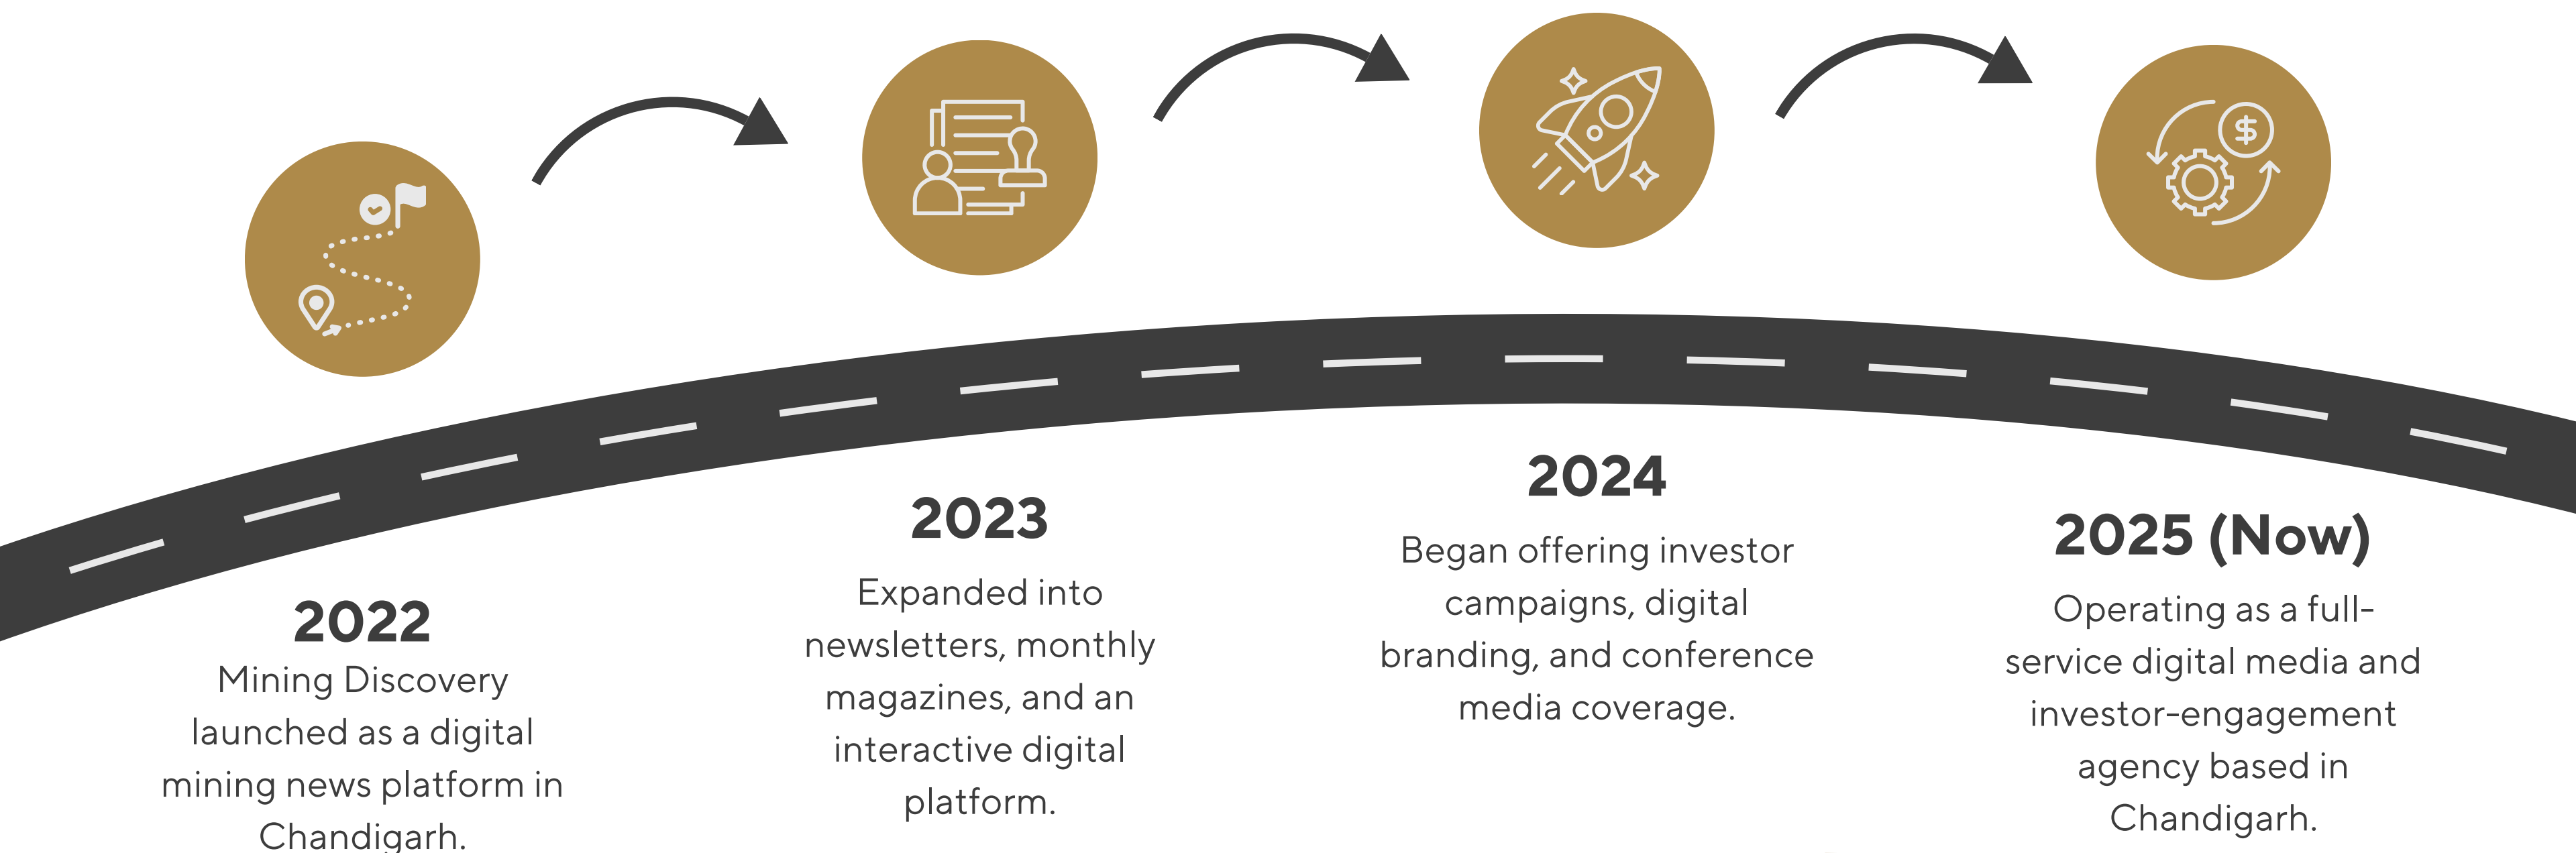 2022
Mining Discovery
launched as a digital
mining news platform in
Chandigarh.
2023
Expanded into
newsletters, monthly
magazines, and an
interactive digital
platform.
2024
Began offering investor
campaigns, digital
branding, and conference
media coverage.
2025 (Now)
Operating as a full-
service digital media and
investor-engagement
agency based in
Chandigarh.
$